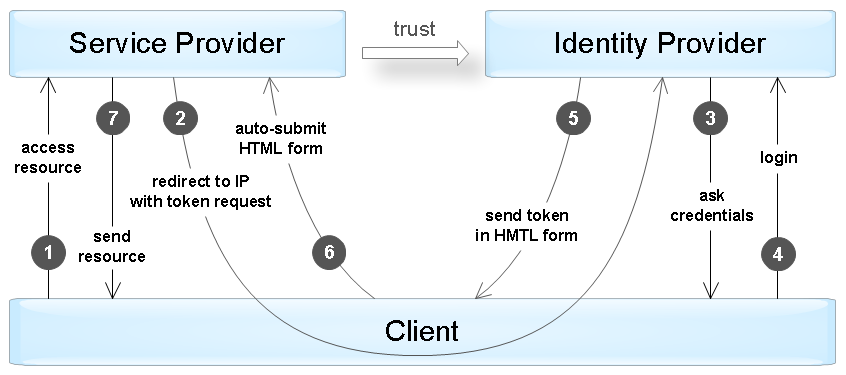 Service Provider
trust
Identity Provider
7
2
5
3
access
resource
auto-submit
HTML form
login
redirect to IP
with token request
ask
credentials
send token
in HMTL form
send
resource
1
6
4
Client